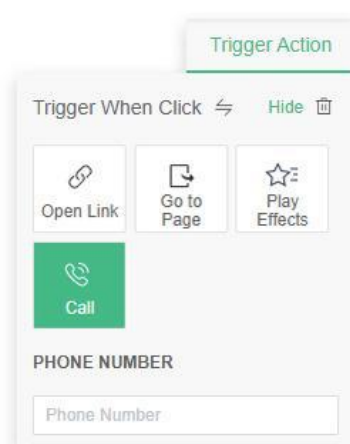 Trigger Action
Trigger When Click Hide
Open Link
Go to
Page
Play
Effects
Call
PHONE NUMBER
Phone Number